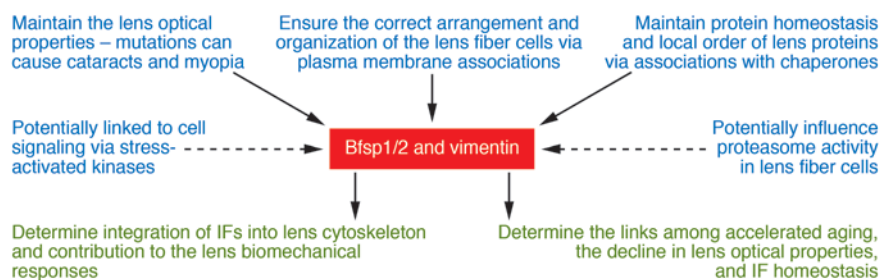 Maintain the lens optical
properties – mutations can
cause cataracts and myopia
Ensure the correct arrangement and
organization of the lens fiber cells via
plasma membrane associations
Maintain protein homeostasis
and local order of lens proteins
via associations with chaperones
Potentially linked to cell
signaling via stress-
activated kinases
Bfsp1/2 and vimentin
Potentially influence
proteasome activity
in lens fiber cells
Determine integration of IFs into lens cytoskeleton
and contribution to the lens biomechanical
responses
Determine the links among accelerated aging,
the decline in lens optical properties,
and IF homeostasis